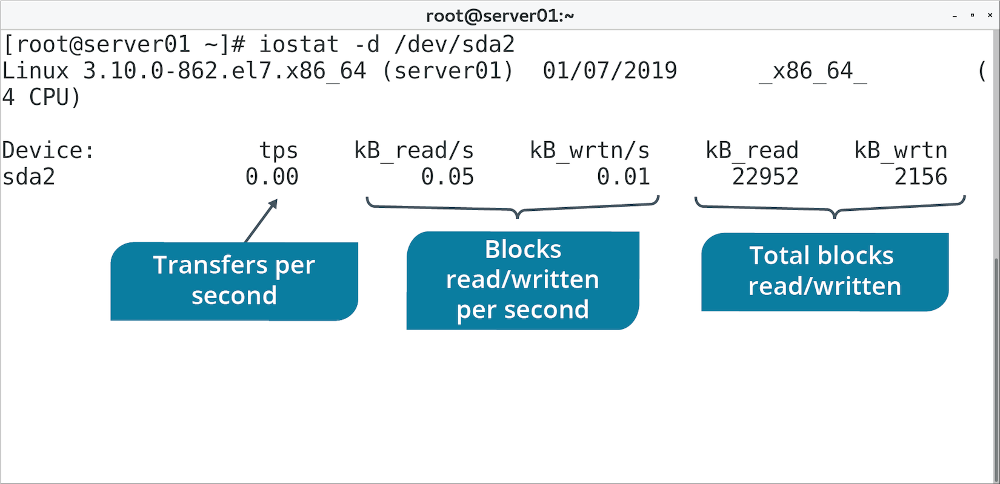 root@server01:~
[root@server01 ~]# iostat -d /dev/sda2
Linux 3.10.0-862.el7.x86_64 (server01) 01/07/2019 _x86_64_ (
4 CPU)
Device: tps kB_read/s kB_wrtn/s kB_read kB_wrtn
sda2 0.00 0.05 0.01 22952 2156
Transfers per
second
Blocks
read/written
per second
Total blocks
read/written